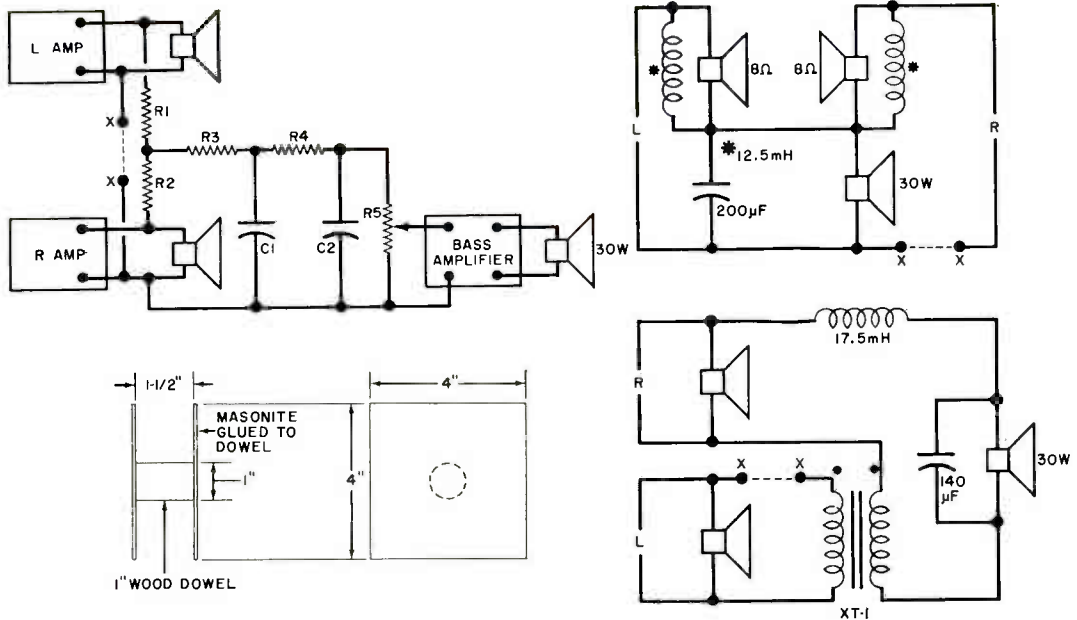 L AMP
X
R1
X
R2
R3
R4
R5
C1
C2
R AMP
BASS
AMPLIFIER
30W
L
*
8Ω
8Ω
*
R
* 12.5mH
200µF
30W
X
X
1-1/2"
MASONITE
GLUED TO
DOWEL
1"
1" WOOD DOWEL
4"
4"
17.5mH
R
X
X
L
140
µF
30W
XT-1